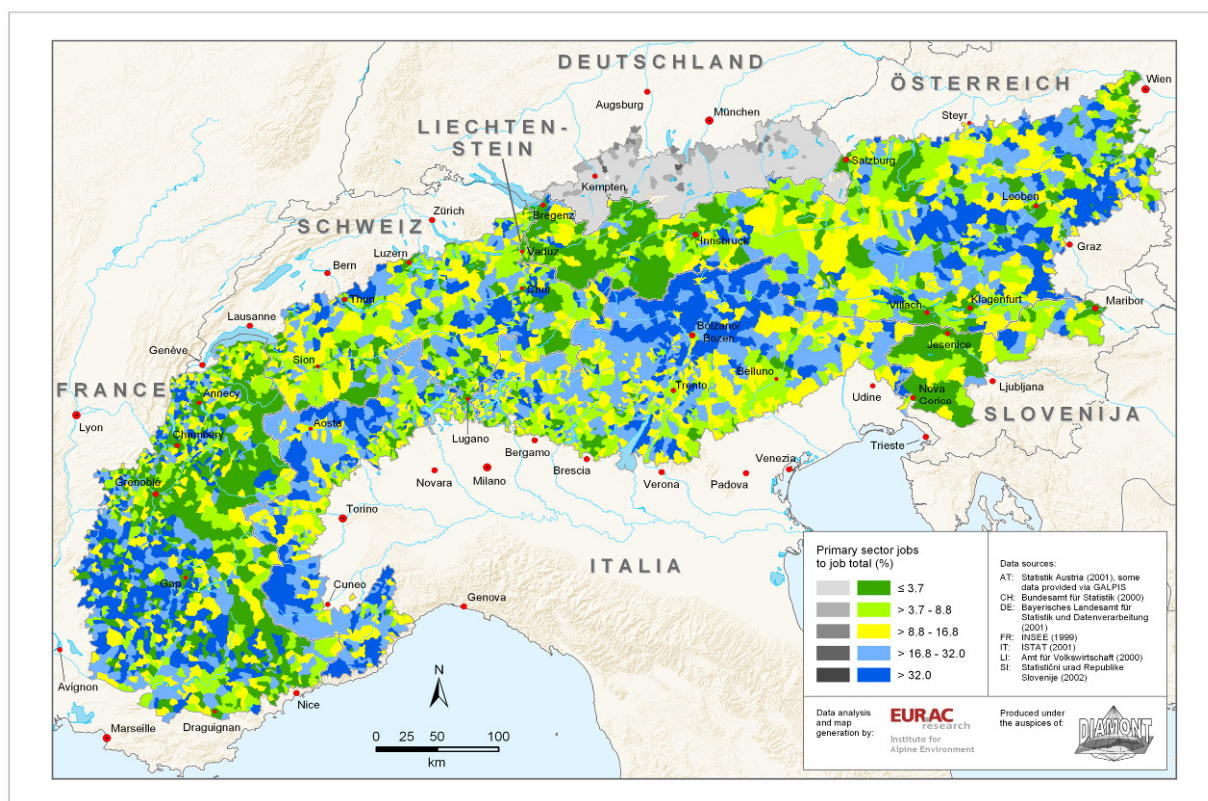 DEUTSCHLAND
Augsburg
München
ÖSTERREICH
Wien
Steyr
LIECHTEN-
STEIN
Salzburg
Kempten
Leoben
Bregenz
Zürich
SCHWEIZ
Innsbruck
Graz
Luzern
Vaduz
Bern
Chur
Thun
Villach
Klagenfurt
Maribor
Lausanne
Bolzano/
Bozen
Jesenice
Genève
Sion
Belluno
Trento
FRANCE
Annecy
Udine
Nova
Gorica
Ljubljana
SLOVENIJA
Lyon
Aosta
Chambéry
Lugano
Trieste
Bergamo
Brescia
Venezia
Grenoble
Novara
Milano
Verona
Padova
Torino
ITALIA
Gap
Cuneo
Genova
Avignon
Nice
Marseille
Draguignan
N
0 50 100
km
Primary sector jobs
to job total (%)
≤ 3.7
> 3.7 - 8.8
> 8.8 - 16.8
> 16.8 - 32.0
> 32.0
Data sources:
AT: Statistik Austria (2001), some
data provided via GALPIS
CH: Bundesamt für Statistik (2000)
DE: Bayerisches Landesamt für
Statistik und Datenverarbeitung
(2001)
FR: INSEE (1999)
IT: ISTAT (2001)
LI: Amt für Volkswirtschaft (2000)
SI: Statistični urad Republike
Slovenije (2002)
Data analysis
and map
generation by:
EURAC
research
Institute for
Alpine Environment
Produced under
the auspices of:
DIAMONT